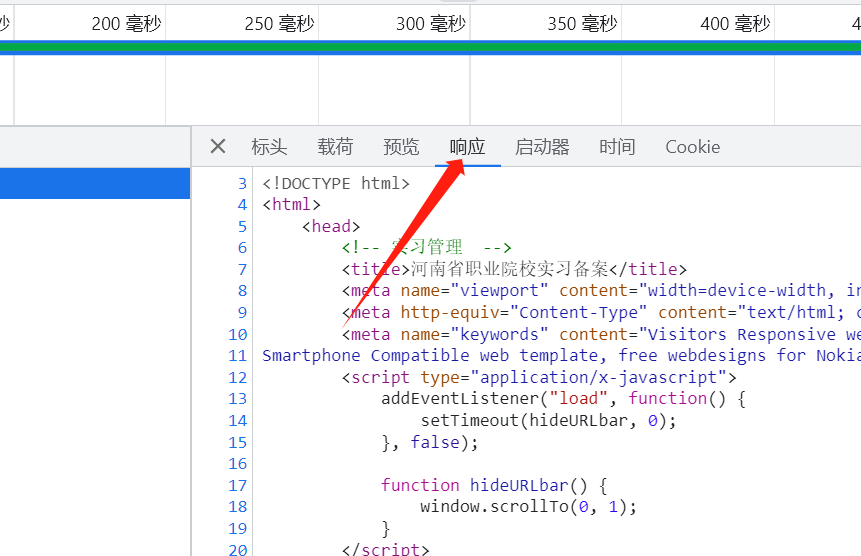 秒 200 毫秒 250 毫秒 300 毫秒 350 毫秒 400 毫秒 4
标头 载荷 预览 响应 启动器 时间 Cookie
3 <!DOCTYPE html>
4 <html>
5 <head>
6 <!-- 实习管理 -->
7 <title>河南省职业院校实习备案</title>
8 <meta name="viewport" content="width=device-width, in
9 <meta http-equiv="Content-Type" content="text/html; c
10 <meta name="keywords" content="Visitors Responsive we
11 Smartphone Compatible web template, free webdesigns for Nokia
12 <script type="application/x-javascript">
13 addEventListener("load", function() {
14 setTimeout(hideURLbar, 0);
15 }, false);
16
17 function hideURLbar() {
18 window.scrollTo(0, 1);
19 }
20 </script>